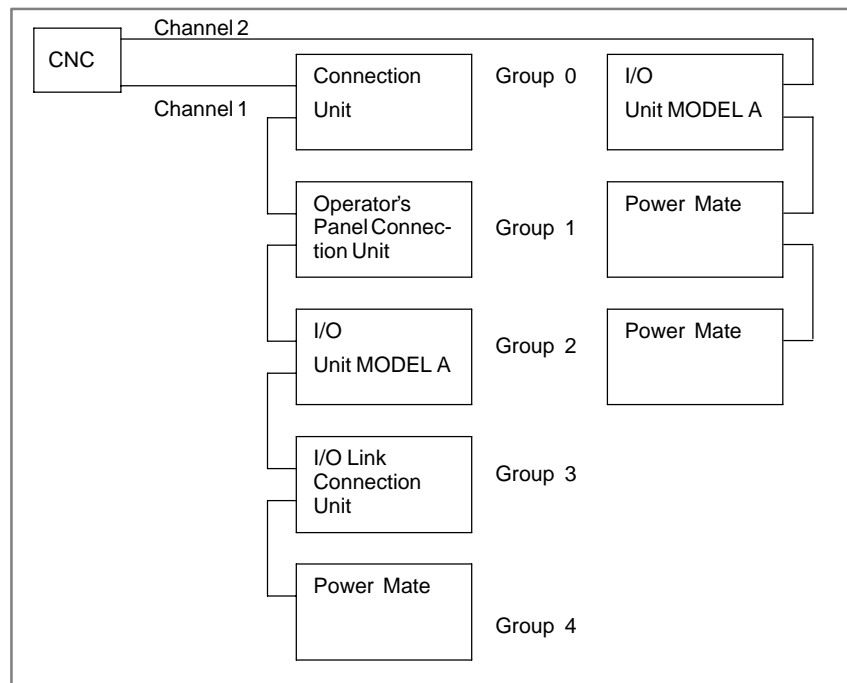 Channel 2
CNC
Channel 1
Connection
Unit
Group 0
I/O
Unit MODEL A
Operator's
Panel Connec-
tion Unit
Group 1
Power Mate
I/O
Unit MODEL A
Group 2
Power Mate
I/O Link
Connection
Unit
Group 3
Power Mate
Group 4